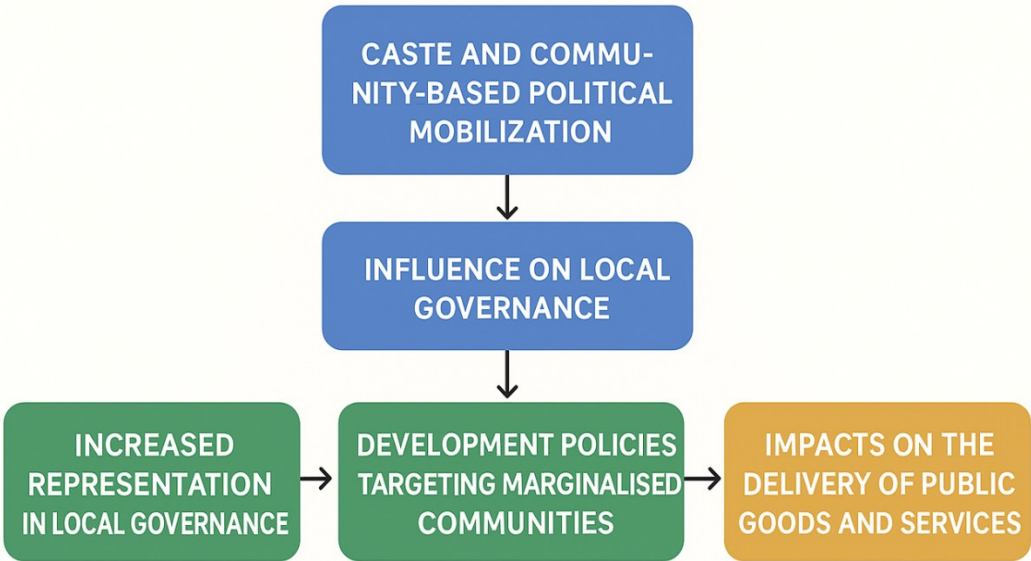 CASTE AND COMMU-
NITY-BASED POLITICAL
MOBILIZATION
INFLUENCE ON LOCAL
GOVERNANCE
INCREASED
REPRESENTATION
IN LOCAL GOVERNANCE
DEVELOPMENT POLICIES
TARGETING MARGINALISED
COMMUNITIES
IMPACTS ON THE
DELIVERY OF PUBLIC
GOODS AND SERVICES